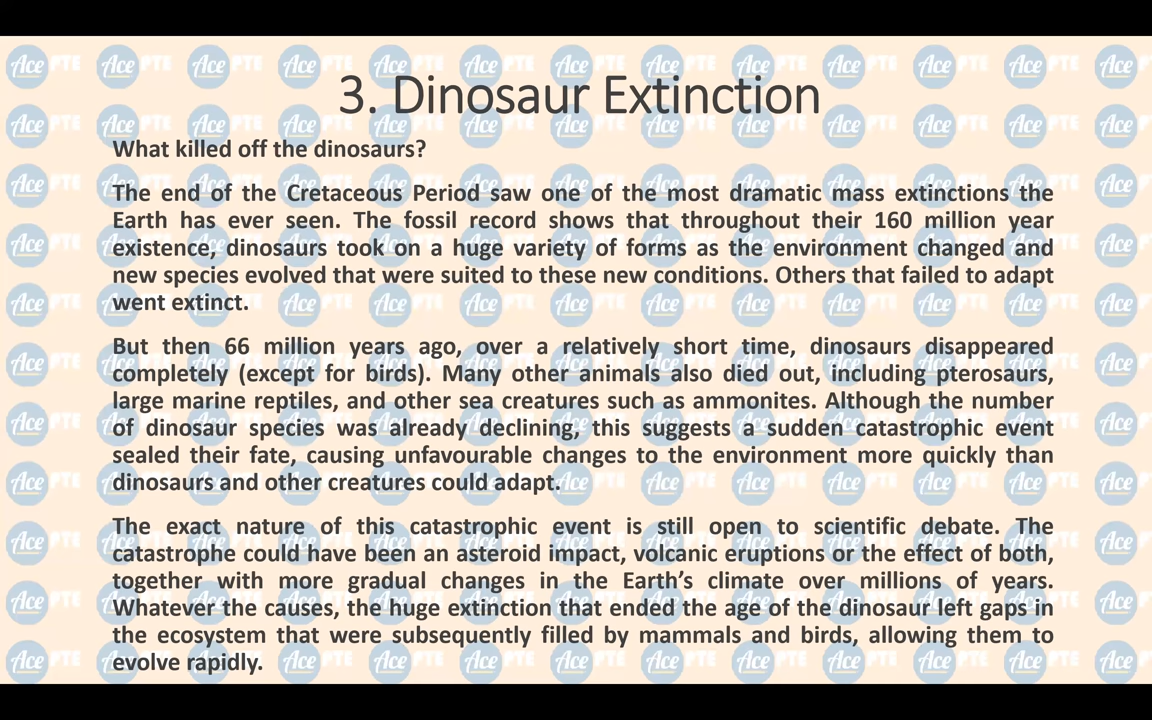 3. Dinosaur Extinction
What killed off the dinosaurs?
The end of the Cretaceous Period saw one of the most dramatic mass extinctions the
Earth has ever seen. The fossil record shows that throughout their 160 million year
existence, dinosaurs took on a huge variety of forms as the environment changed and
new species evolved that were suited to these new conditions. Others that failed to adapt
went extinct.
But then 66 million years ago, over a relatively short time, dinosaurs disappeared
completely (except for birds). Many other animals also died out, including pterosaurs,
large marine reptiles, and other sea creatures such as ammonites. Although the number
of dinosaur species was already declining, this suggests a sudden catastrophic event
sealed their fate, causing unfavourable changes to the environment more quickly than
dinosaurs and other creatures could adapt.
The exact nature of this catastrophic event is still open to scientific debate. The
catastrophe could have been an asteroid impact, volcanic eruptions or the effect of both,
together with more gradual changes in the Earth's climate over millions of years.
Whatever the causes, the huge extinction that ended the age of the dinosaur left gaps in
the ecosystem that were subsequently filled by mammals and birds, allowing them to
evolve rapidly.